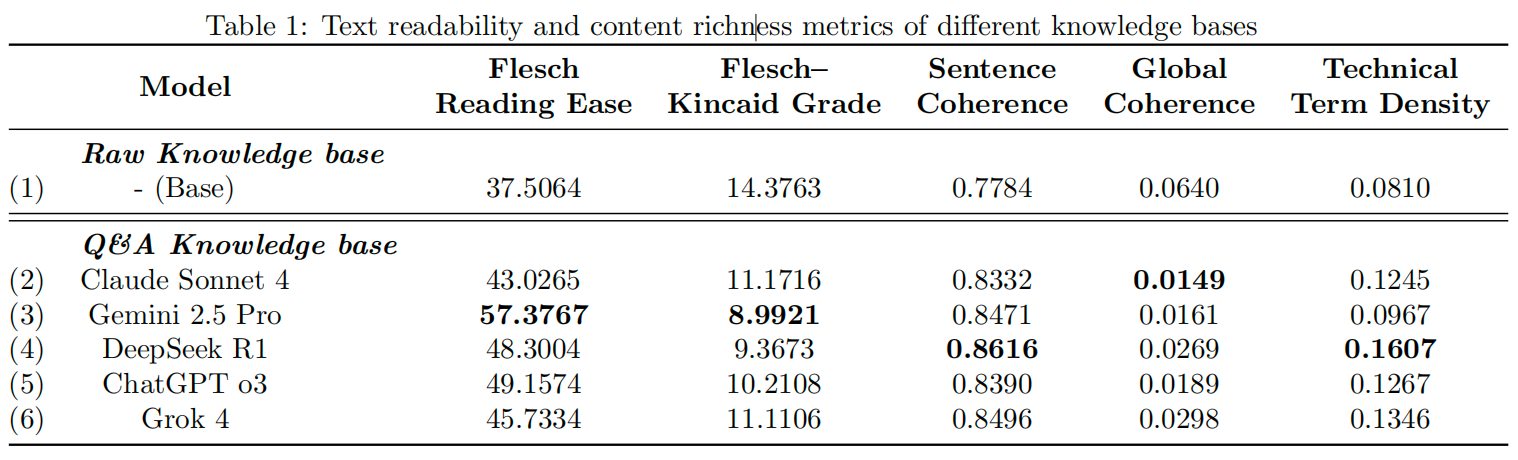 Table 1: Text readability and content richness metrics of different knowledge bases
Model Flesch Reading Ease Flesch–Kincaid Grade Sentence Coherence Global Coherence Technical Term Density
Raw Knowledge base
(1) - (Base) 37.5064 14.3763 0.7784 0.0640 0.0810
Q&A Knowledge base
(2) Claude Sonnet 4 43.0265 11.1716 0.8332 0.0149 0.1245
(3) Gemini 2.5 Pro 57.3767 8.9921 0.8471 0.0161 0.0967
(4) DeepSeek R1 48.3004 9.3673 0.8616 0.0269 0.1607
(5) ChatGPT o3 49.1574 10.2108 0.8390 0.0189 0.1267
(6) Grok 4 45.7334 11.1106 0.8496 0.0298 0.1346